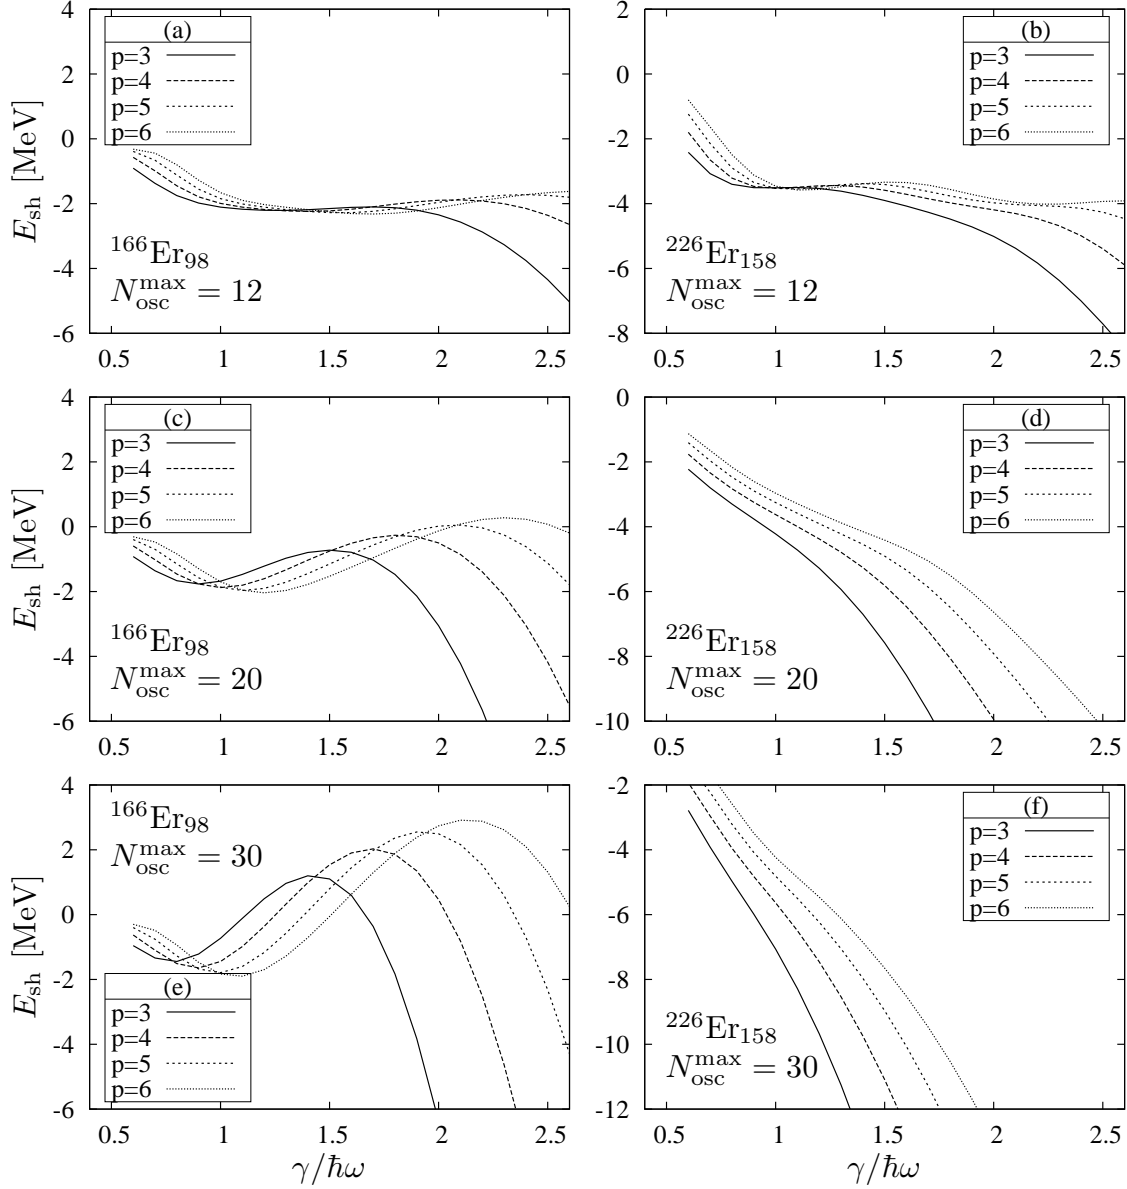 (a)
p=3
p=4
p=5
p=6
4
2
0
-2
-4
-6
E_sh [MeV]
^166Er_98
N_osc^max = 12
0.5 1 1.5 2 2.5
(b)
p=3
p=4
p=5
p=6
2
0
-2
-4
-6
-8
^226Er_158
N_osc^max = 12
0.5 1 1.5 2 2.5
(c)
p=3
p=4
p=5
p=6
4
2
0
-2
-4
-6
E_sh [MeV]
^166Er_98
N_osc^max = 20
0.5 1 1.5 2 2.5
(d)
p=3
p=4
p=5
p=6
0
-2
-4
-6
-8
-10
^226Er_158
N_osc^max = 20
0.5 1 1.5 2 2.5
^166Er_98
N_osc^max = 30
4
2
0
-2
-4
-6
E_sh [MeV]
(e)
p=3
p=4
p=5
p=6
0.5 1 1.5 2 2.5
γ/ħω
(f)
p=3
p=4
p=5
p=6
-2
-4
-6
-8
-10
-12
^226Er_158
N_osc^max = 30
0.5 1 1.5 2 2.5
γ/ħω